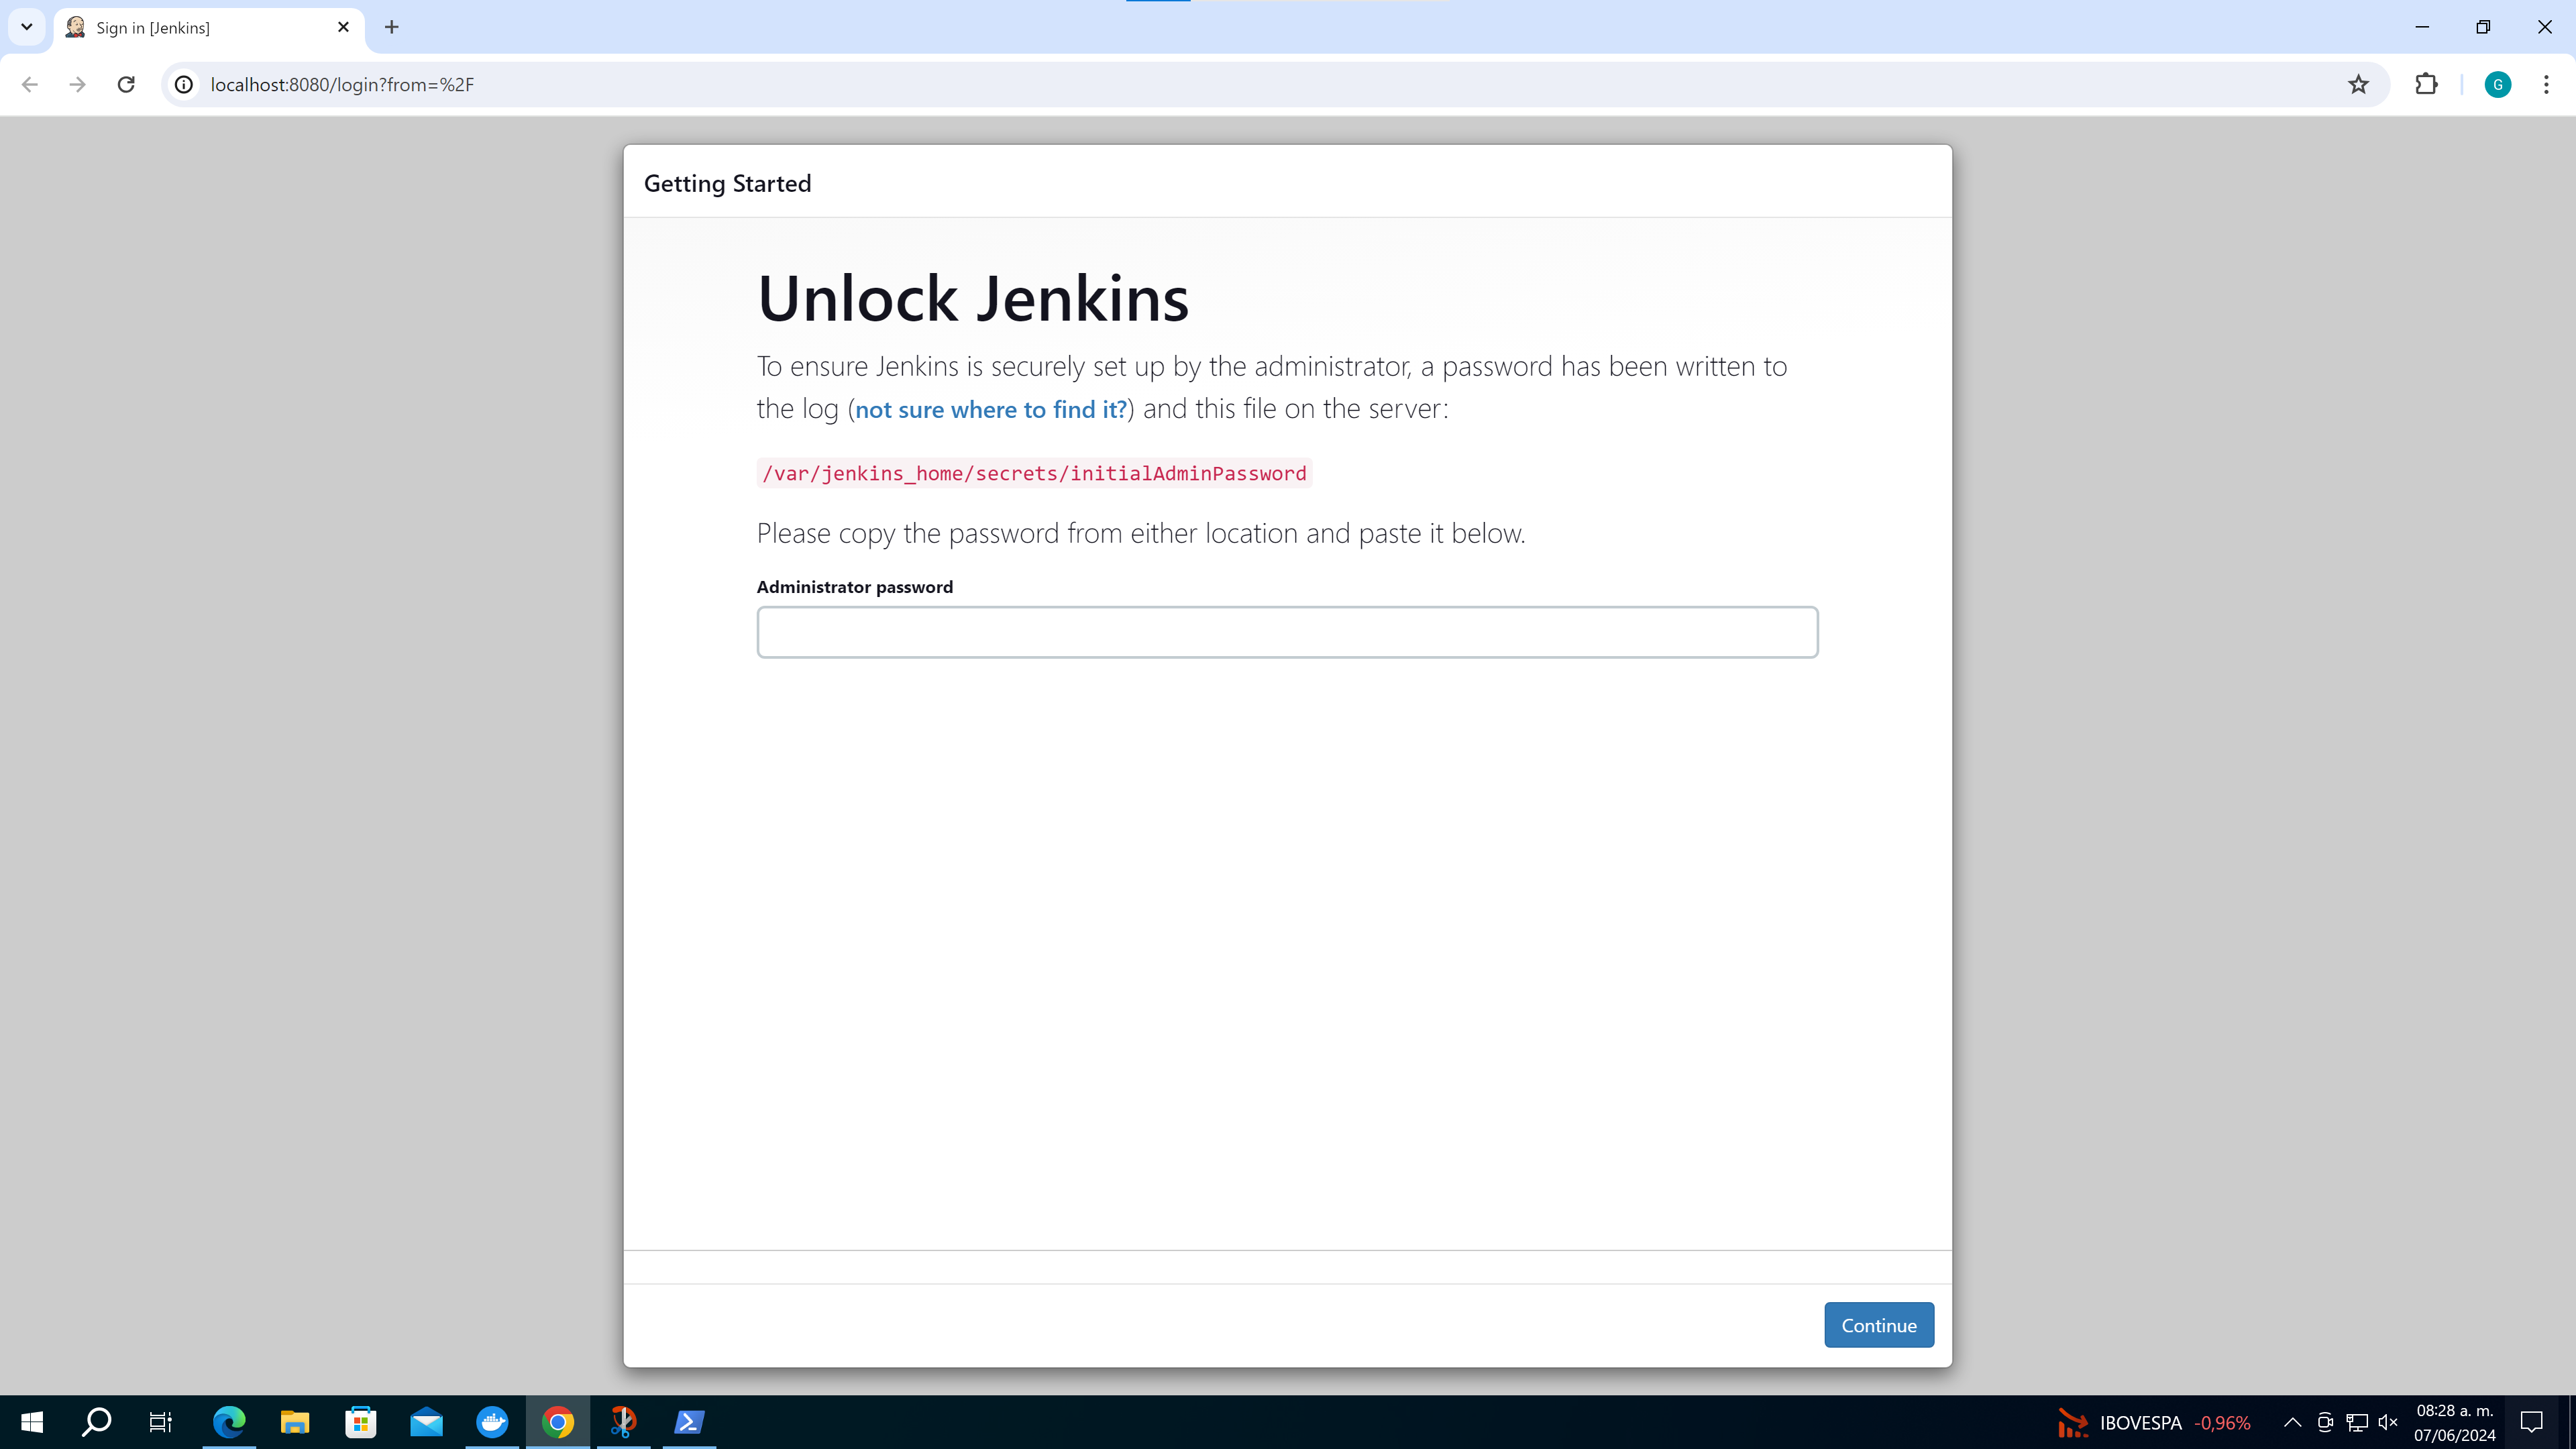 Sign in [Jenkins]
localhost:8080/login?from=%2F
G
Getting Started
Unlock Jenkins
To ensure Jenkins is securely set up by the administrator, a password has been written to
the log (not sure where to find it?) and this file on the server:
/var/jenkins_home/secrets/initialAdminPassword
Please copy the password from either location and paste it below.
Administrator password
Continue
IBOVESPA -0,96%
08:28 a. m.
07/06/2024